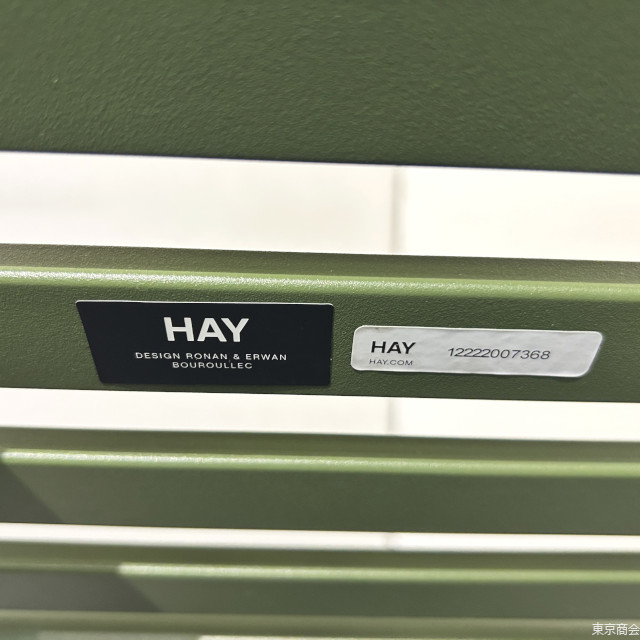 HAY
DESIGN RONAN & ERWAN
BOUROULLEC
HAY
HAY.COM
12222007368
東京商会